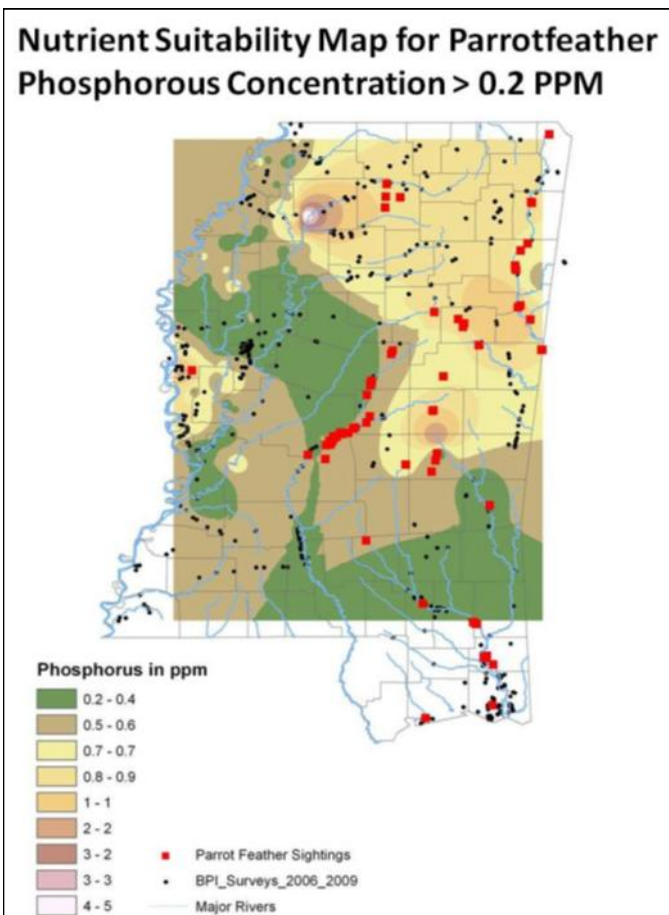 Nutrient Suitability Map for Parrotfeather
Phosphorous Concentration > 0.2 PPM
Phosphorus in ppm
0.2 - 0.4
0.5 - 0.6
0.7 - 0.7
0.8 - 0.9
1 - 1
2 - 2
3 - 2
3 - 3
4 - 5
Parrot Feather Sightings
BPI_Surveys_2006_2009
Major Rivers